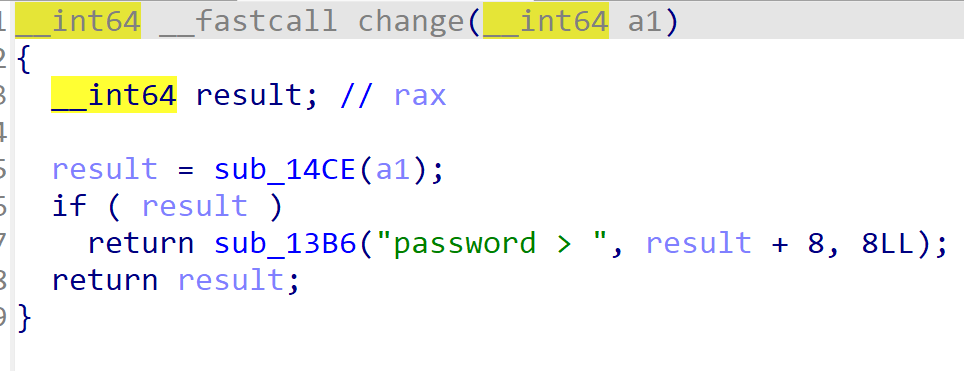 1 __int64 __fastcall change(__int64 a1)
2 {
3   __int64 result; // rax
4
5   result = sub_14CE(a1);
6   if ( result )
7     return sub_13B6("password > ", result + 8, 8LL);
8   return result;
9 }